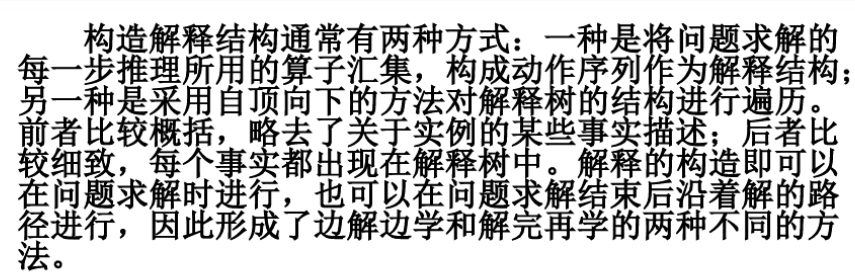 构造解释结构通常有两种方式：一种是将问题求解的
每一步推理所用的算子汇集，构成动作序列作为解释结构；
另一种是采用自顶向下的方法对解释树的结构进行遍历。
前者比较概括，略去了关于实例的某些事实描述；后者比
较细致，每个事实都出现在解释树中。解释的构造即可以
在问题求解时进行，也可以在问题求解结束后沿着解的路
径进行，因此形成了边解边学和解完再学的两种不同的方
法。